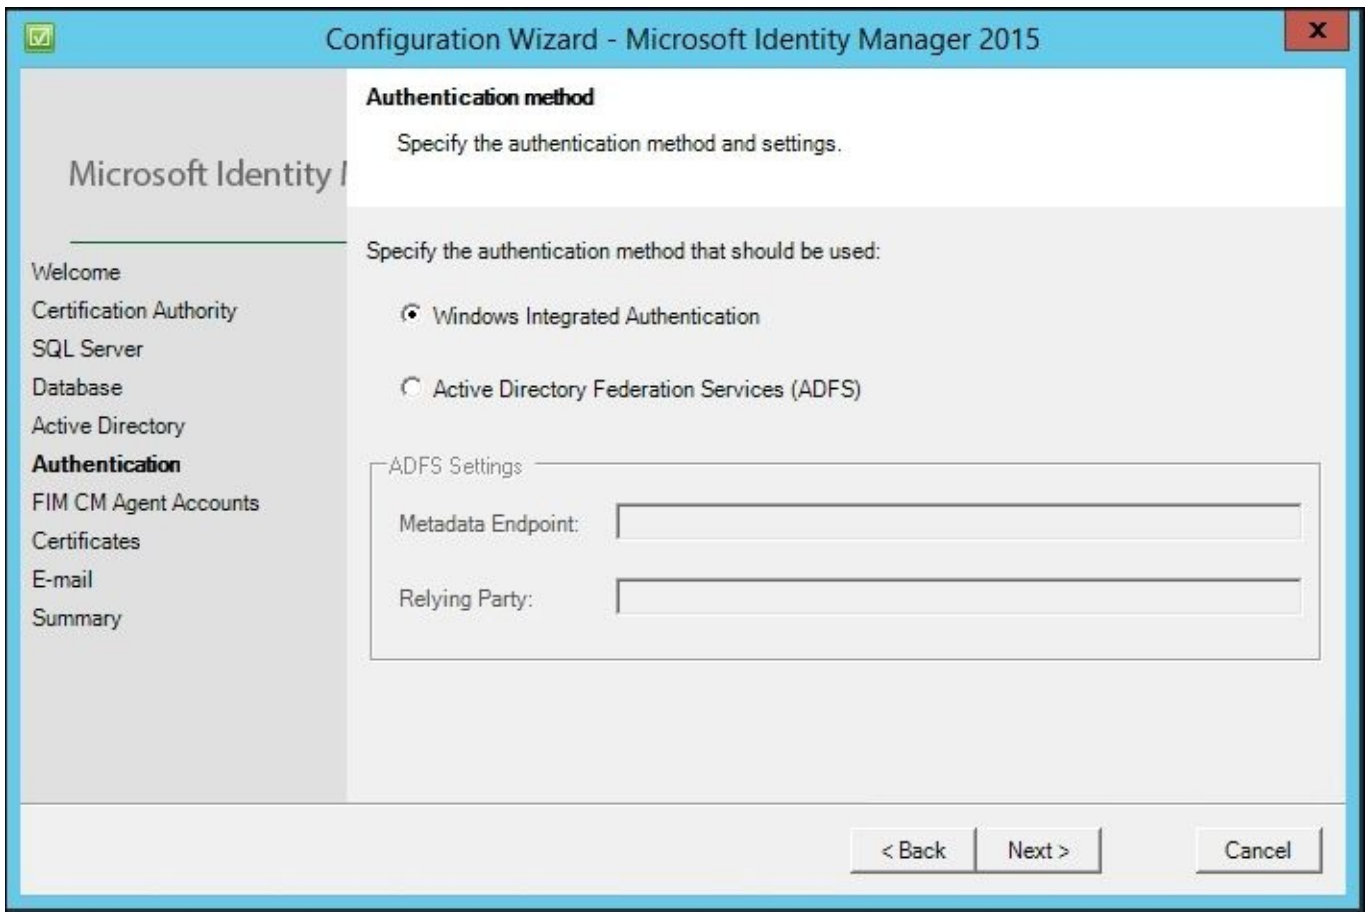 Configuration Wizard - Microsoft Identity Manager 2015
x
Authentication method
Specify the authentication method and settings.
Microsoft Identity
Specify the authentication method that should be used:
Welcome
Certification Authority
SQL Server
Database
Active Directory
Authentication
FIM CM Agent Accounts
Certificates
E-mail
Summary
Windows Integrated Authentication
Active Directory Federation Services (ADFS)
ADFS Settings
Metadata Endpoint:
Relying Party:
< Back
Next >
Cancel